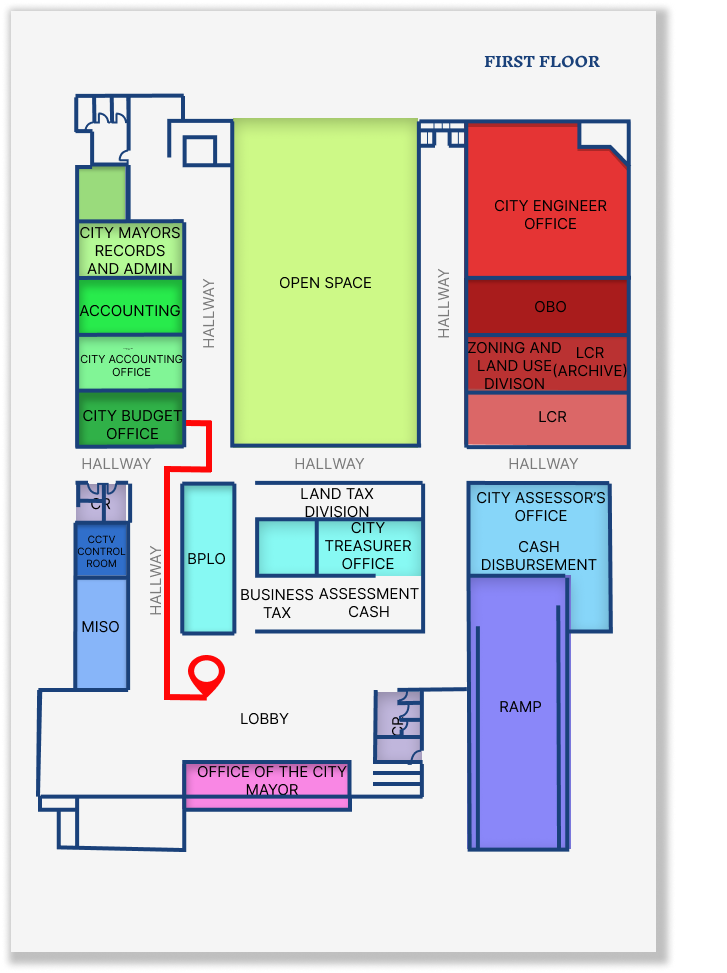 FIRST FLOOR
CITY MAYORS
RECORDS
AND ADMIN
ACCOUNTING
CITY ACCOUNTING
OFFICE
CITY BUDGET
OFFICE
HALLWAY
OPEN SPACE
HALLWAY
CITY ENGINEER
OFFICE
OBO
ZONING AND
LAND USE
DIVISON
LCR
(ARCHIVE)
LCR
HALLWAY
HALLWAY
HALLWAY
CR
CCTV
CONTROL
ROOM
MISO
HALLWAY
BPLO
LAND TAX
DIVISION
CITY
TREASURER
OFFICE
BUSINESS
TAX
ASSESSMENT
CASH
CITY ASSESSOR'S
OFFICE
CASH
DISBURSEMENT
RAMP
LOBBY
CR
OFFICE OF THE CITY
MAYOR